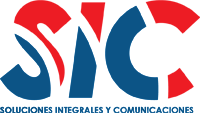 SIC
SOLUCIONES INTEGRALES Y COMUNICACIONES